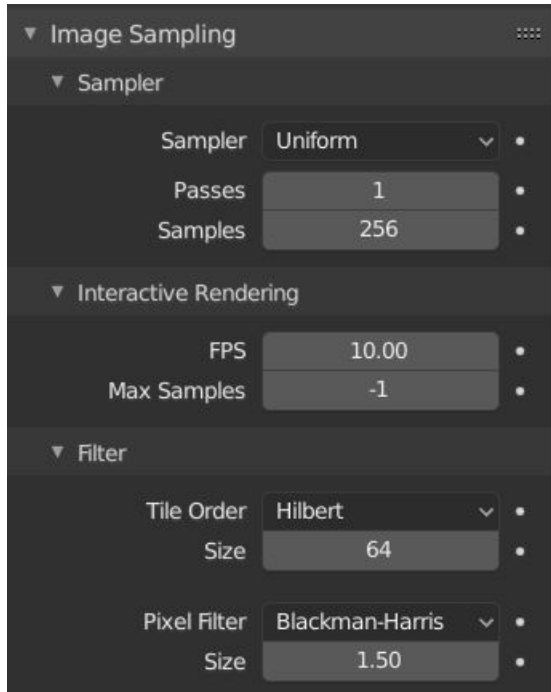 Image Sampling
Sampler
Sampler Uniform
Passes 1
Samples 256
Interactive Rendering
FPS 10.00
Max Samples -1
Filter
Tile Order Hilbert
Size 64
Pixel Filter Blackman-Harris
Size 1.50